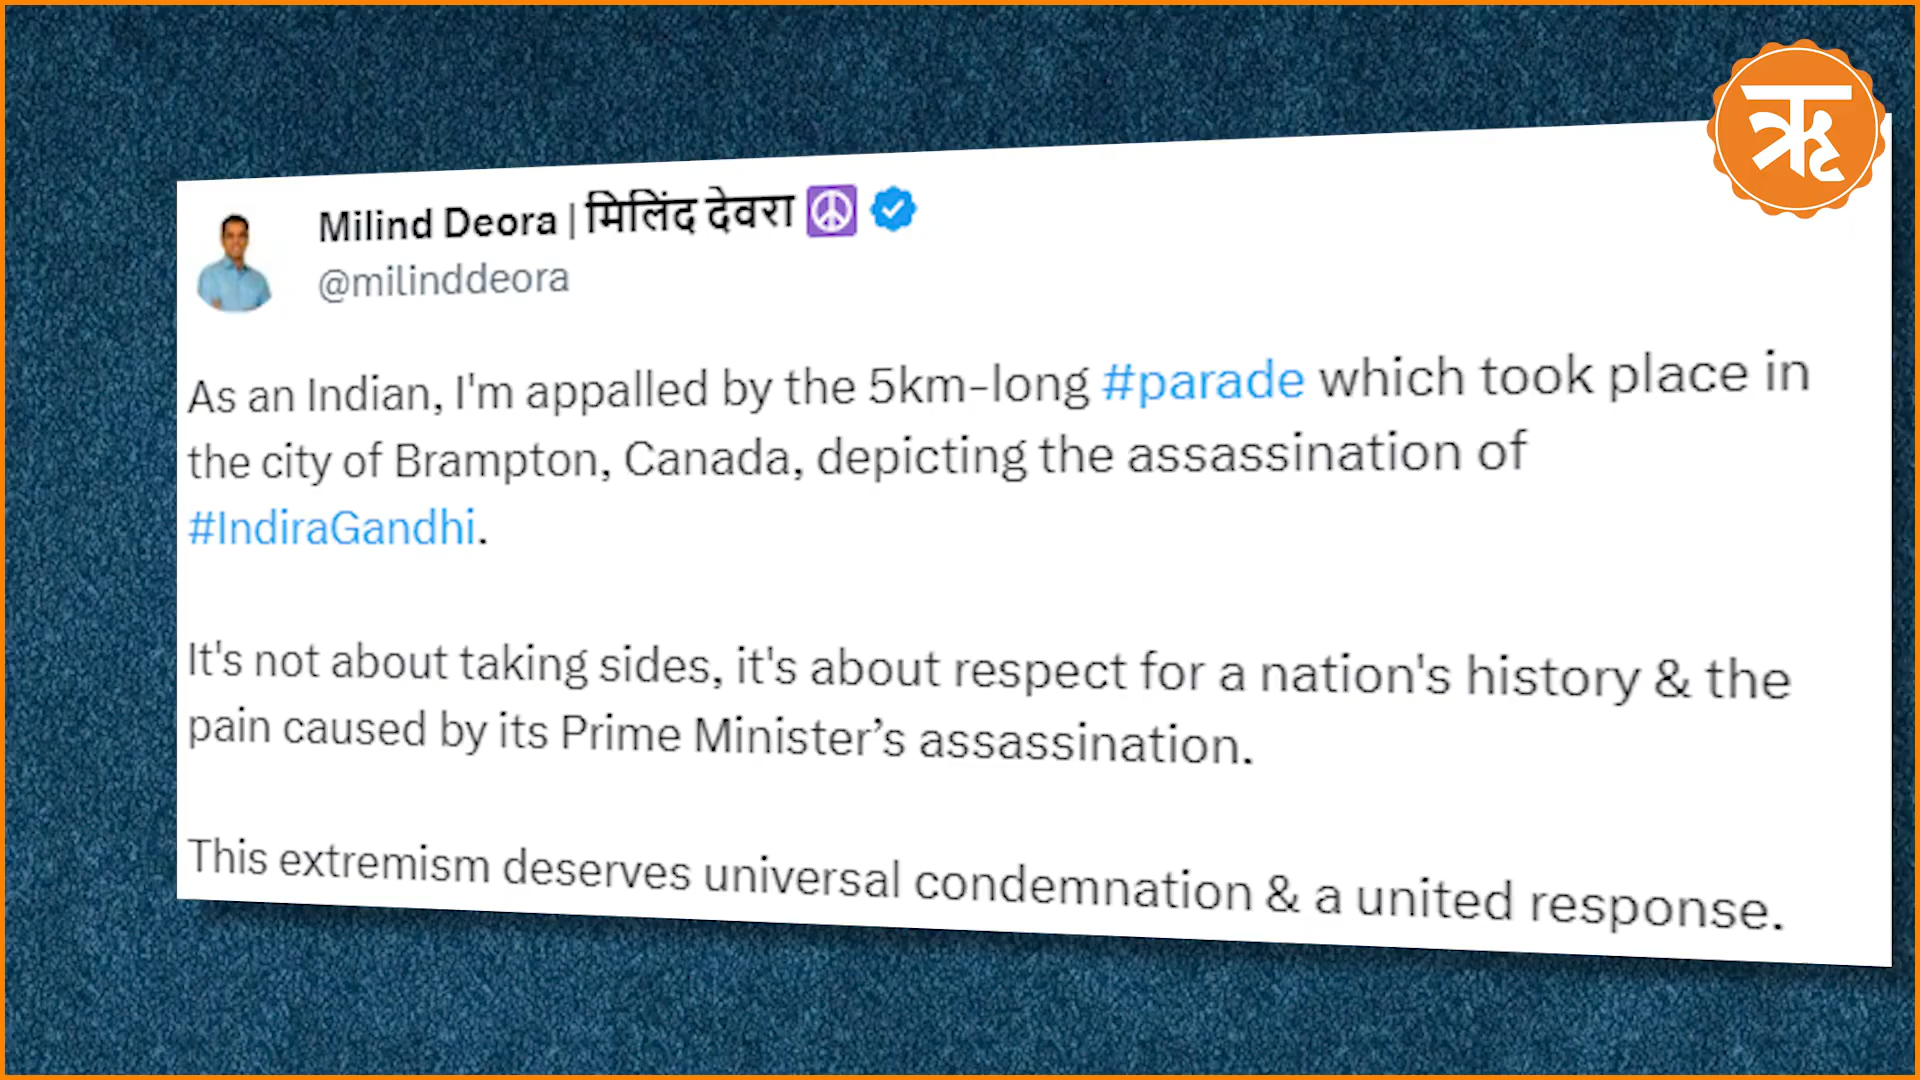 ऋ
Milind Deora | मिलिंद देवरा ☮
@milinddeora
As an Indian, I'm appalled by the 5km-long #parade which took place in
the city of Brampton, Canada, depicting the assassination of
#IndiraGandhi.
It's not about taking sides, it's about respect for a nation's history & the
pain caused by its Prime Minister’s assassination.
This extremism deserves universal condemnation & a united response.